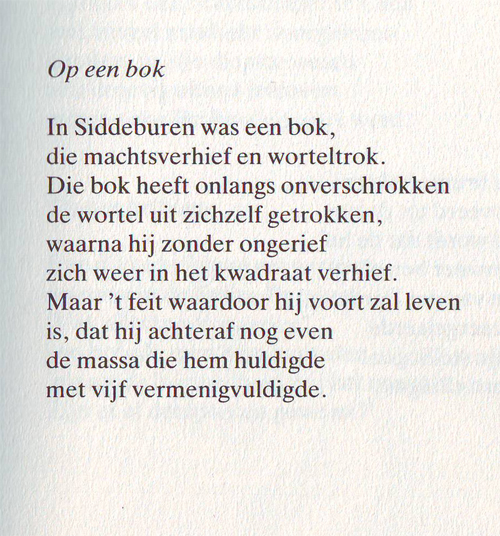 Op een bok
In Siddeburen was een bok,
die machtsverhief en worteltrok.
Die bok heeft onlangs onverschrokken
de wortel uit zichzelf getrokken,
waarna hij zonder ongerief
zich weer in het kwadraat verhief.
Maar ’t feit waardoor hij voort zal leven
is, dat hij achteraf nog even
de massa die hem huldigde
met vijf vermenigvuldigde.